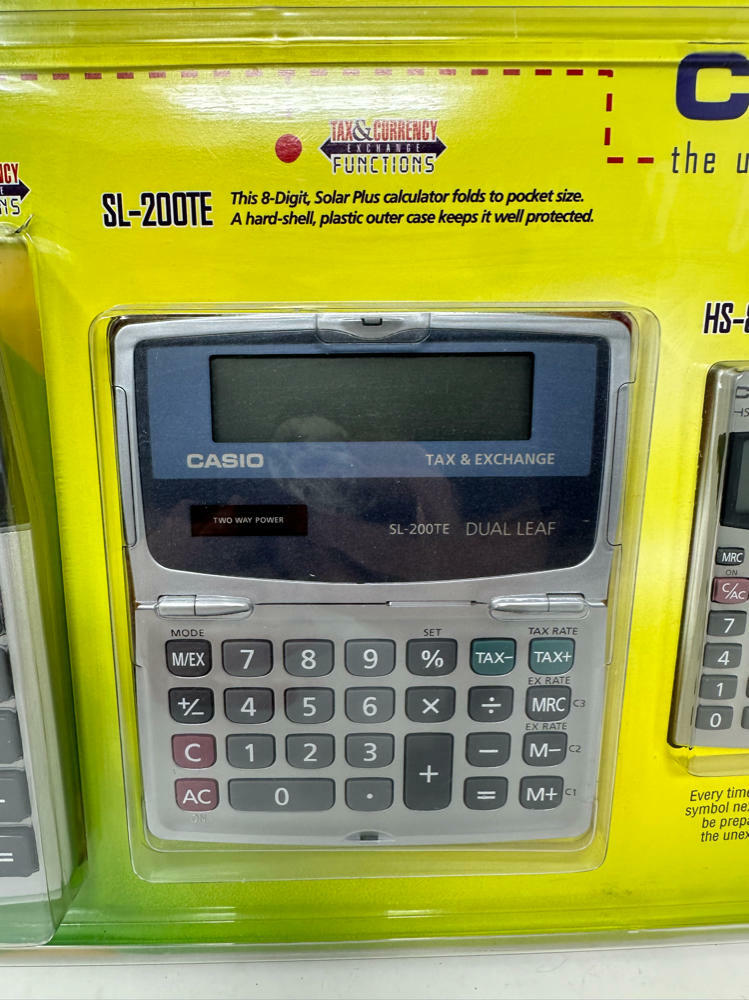 TAX & CURRENCY
EXCHANGE
FUNCTIONS
the
SL-200TE
This 8-Digit, Solar Plus calculator folds to pocket size.
A hard-shell, plastic outer case keeps it well protected.
CASIO
TAX & EXCHANGE
TWO WAY POWER
SL-200TE DUAL LEAF
MODE SET TAX RATE
M/EX 7 8 9 % TAX− TAX+
EX RATE
+/− 4 5 6 × ÷ MRC C3
EX RATE
C 1 2 3 + − M− C2
AC 0 · = M+ C1
ON
HS-8
MRC
ON
C/AC
7
4
1
0
Every time
symbol
be
the